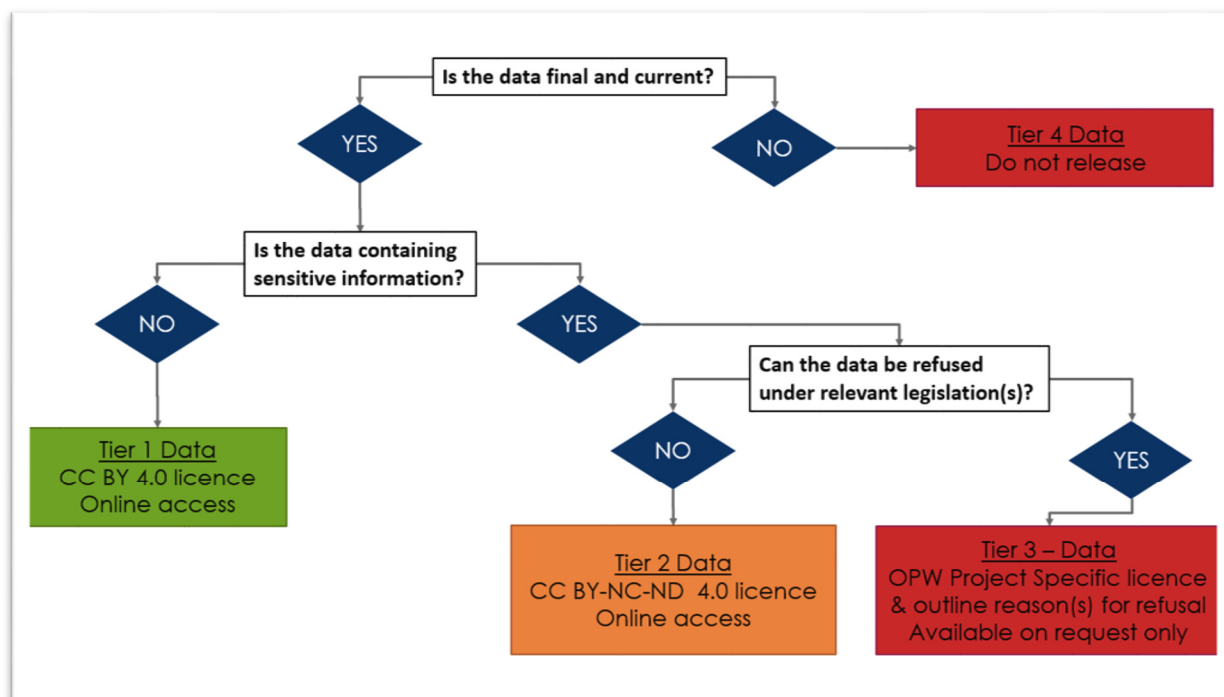 Is the data final and current?
YES
NO
Tier 4 Data
Do not release
Is the data containing
sensitive information?
NO
YES
Can the data be refused
under relevant legislation(s)?
NO
YES
Tier 1 Data
CC BY 4.0 licence
Online access
Tier 2 Data
CC BY-NC-ND  4.0 licence
Online access
Tier 3 – Data
OPW Project Specific licence
& outline reason(s) for refusal
Available on request only